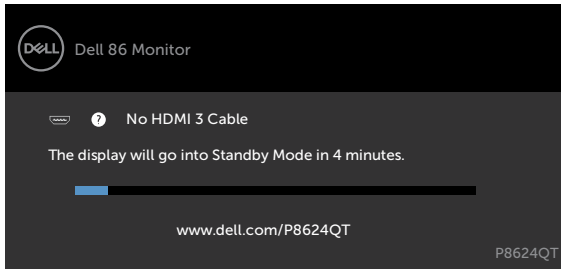 DELL Dell 86 Monitor
? No HDMI 3 Cable
The display will go into Standby Mode in 4 minutes.
www.dell.com/P8624QT
P8624QT